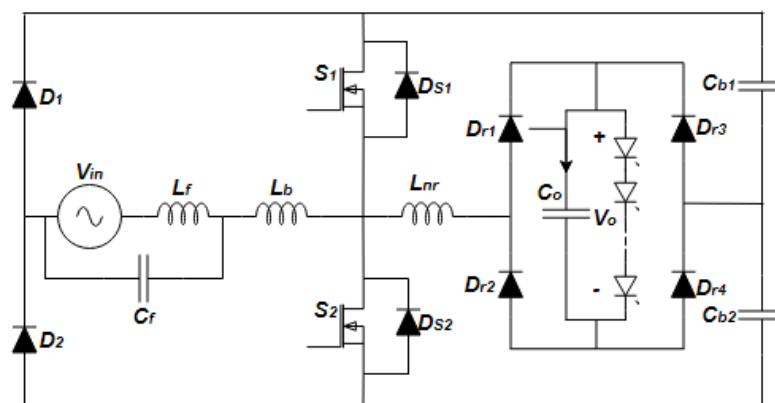 S1
DS1
Cb1
D1
Dr1
Dr3
+
Vin
Lf
Lb
Lnr
Co
Vo
Cf
S2
DS2
Dr2
-
Dr4
Cb2
D2